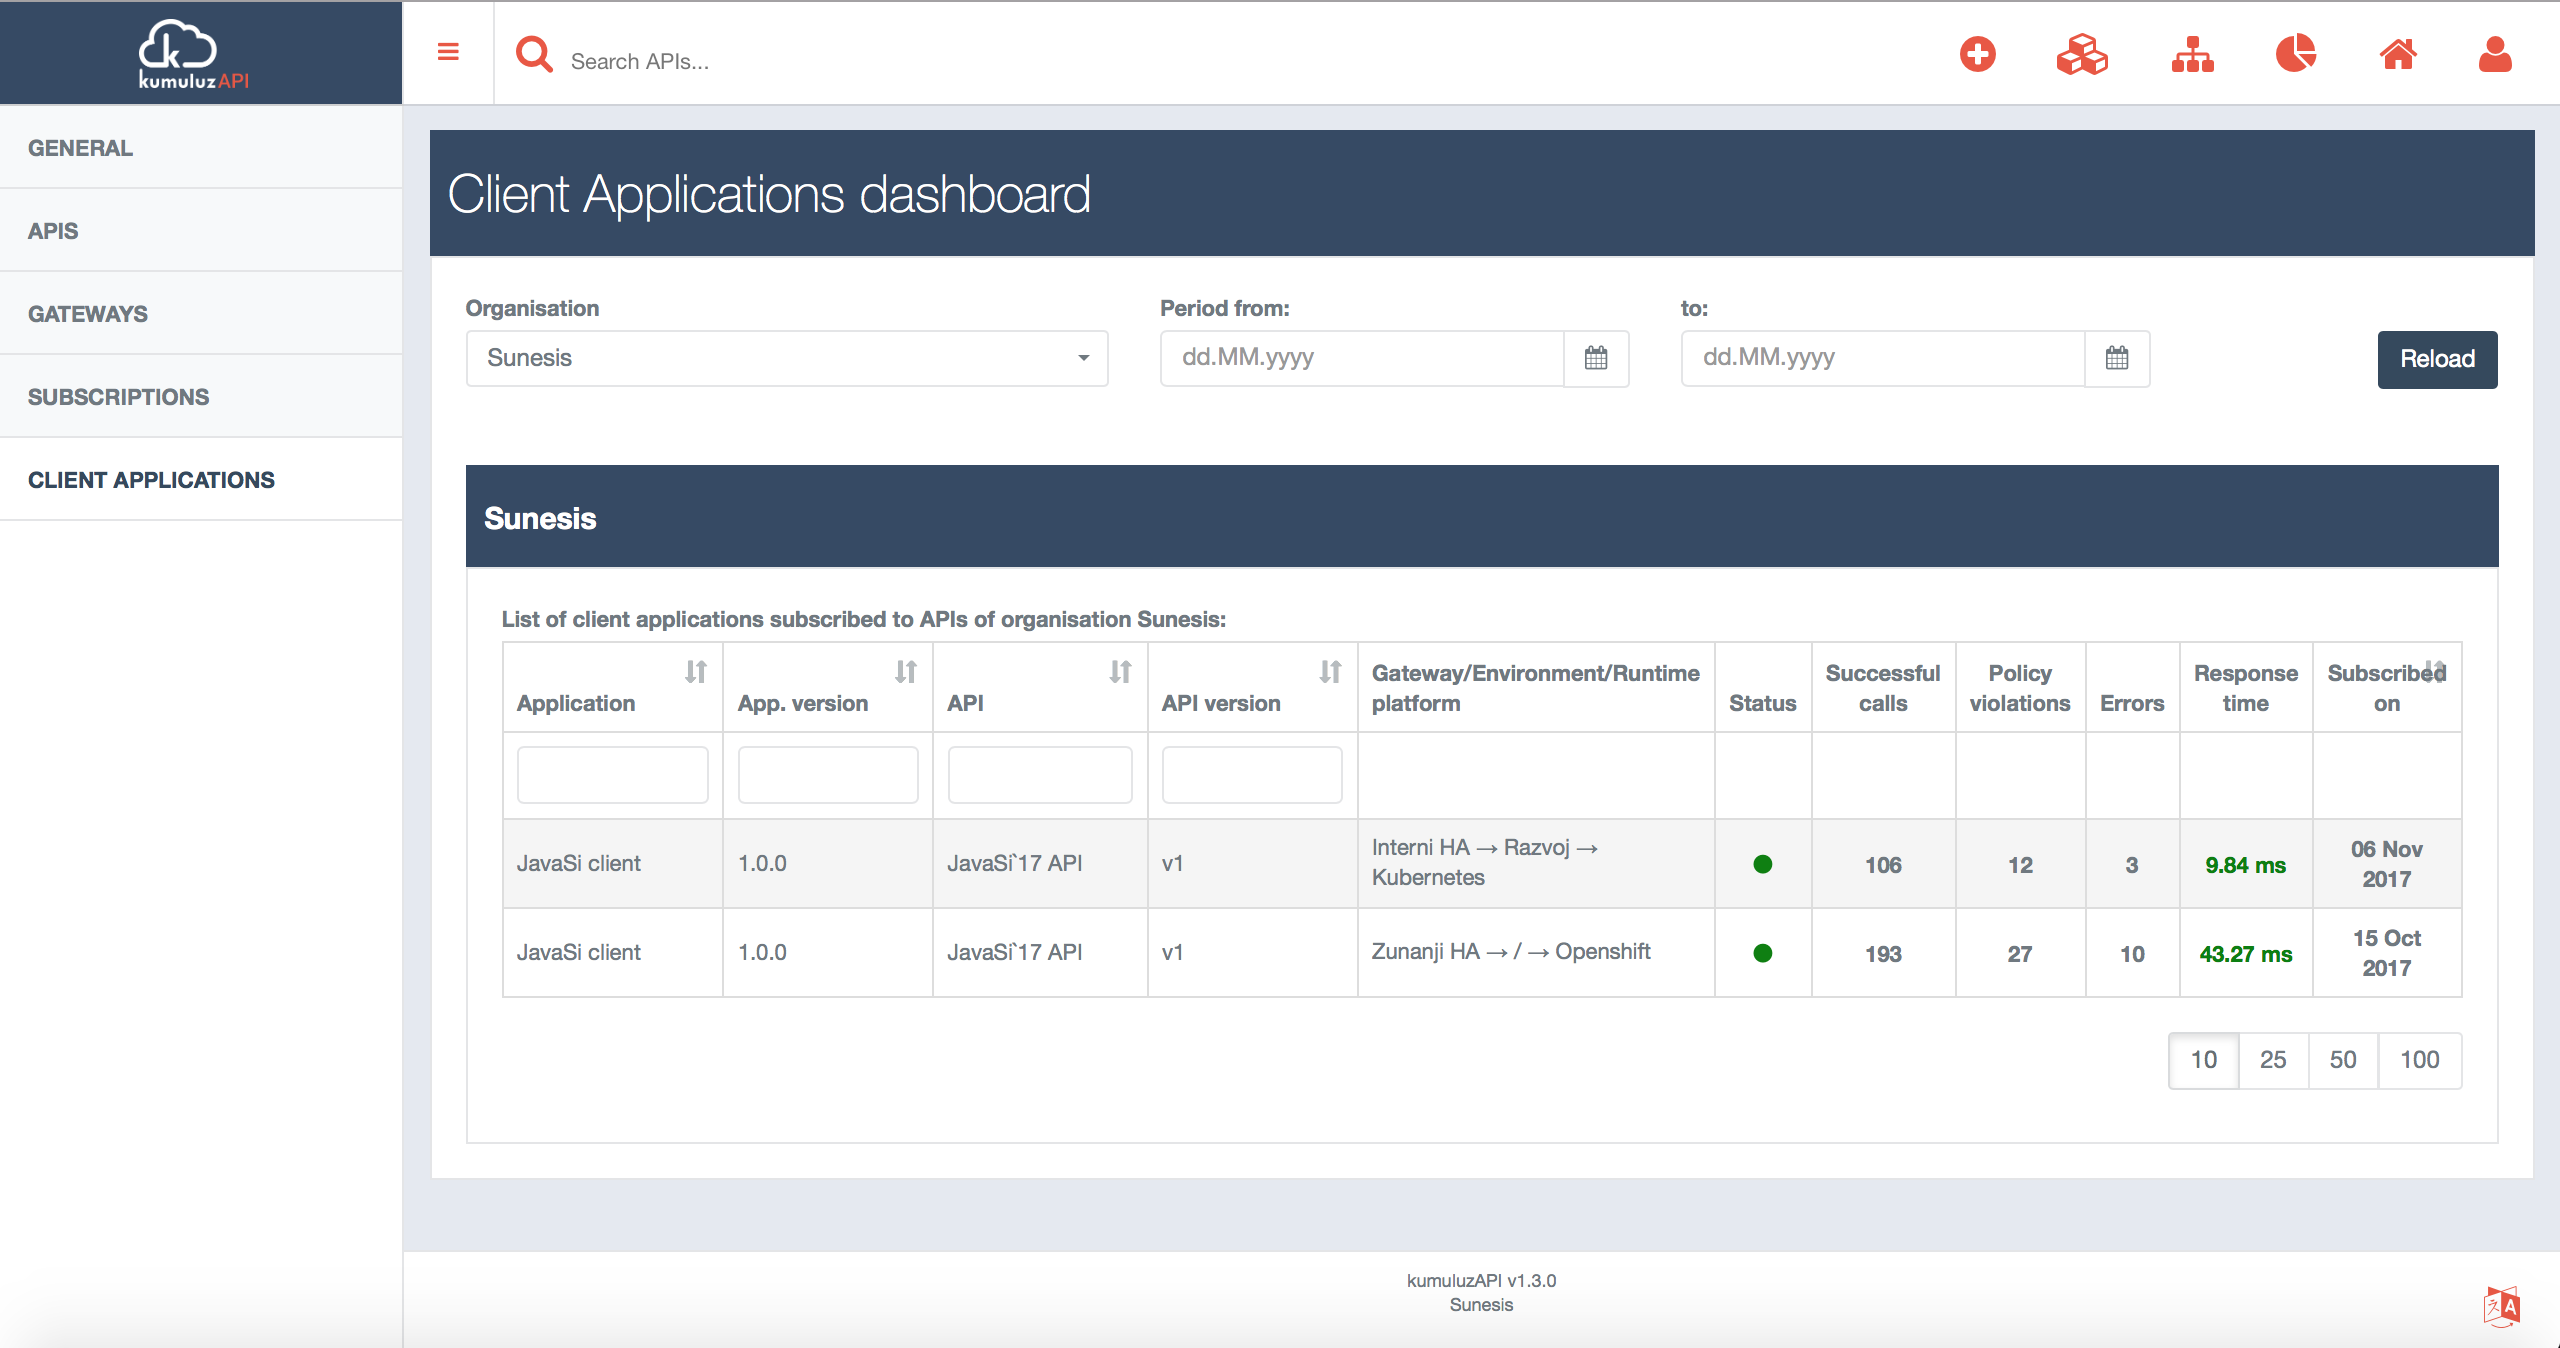 kumuluzAPI
Search APIs...
GENERAL
APIS
GATEWAYS
SUBSCRIPTIONS
CLIENT APPLICATIONS
Client Applications dashboard
Organisation
Period from:
to:
Sunesis
dd.MM.yyyy
dd.MM.yyyy
Reload
Sunesis
List of client applications subscribed to APIs of organisation Sunesis:
Application
App. version
API
API version
Gateway/Environment/Runtime
platform
Status
Successful
calls
Policy
violations
Errors
Response
time
Subscribed
on
JavaSi client
1.0.0
JavaSi`17 API
v1
Interni HA → Razvoj →
Kubernetes
106
12
3
9.84 ms
06 Nov
2017
JavaSi client
1.0.0
JavaSi`17 API
v1
Zunanji HA → / → Openshift
193
27
10
43.27 ms
15 Oct
2017
10
25
50
100
kumuluzAPI v1.3.0
Sunesis